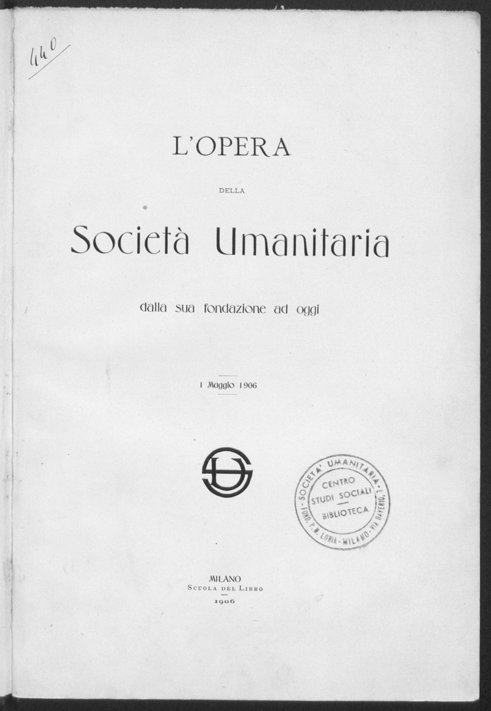 440
L'OPERA
DELLA
Società Umanitaria
dalla sua fondazione ad oggi
1 Maggio 1906
SU
SOCIETA' UMANITARIA
CENTRO
STUDI SOCIALI
BIBLIOTECA
FOND. P. M. LORIA - MILANO - VIA DAVERIO, 7
MILANO
SCUOLA DEL LIBRO
1906